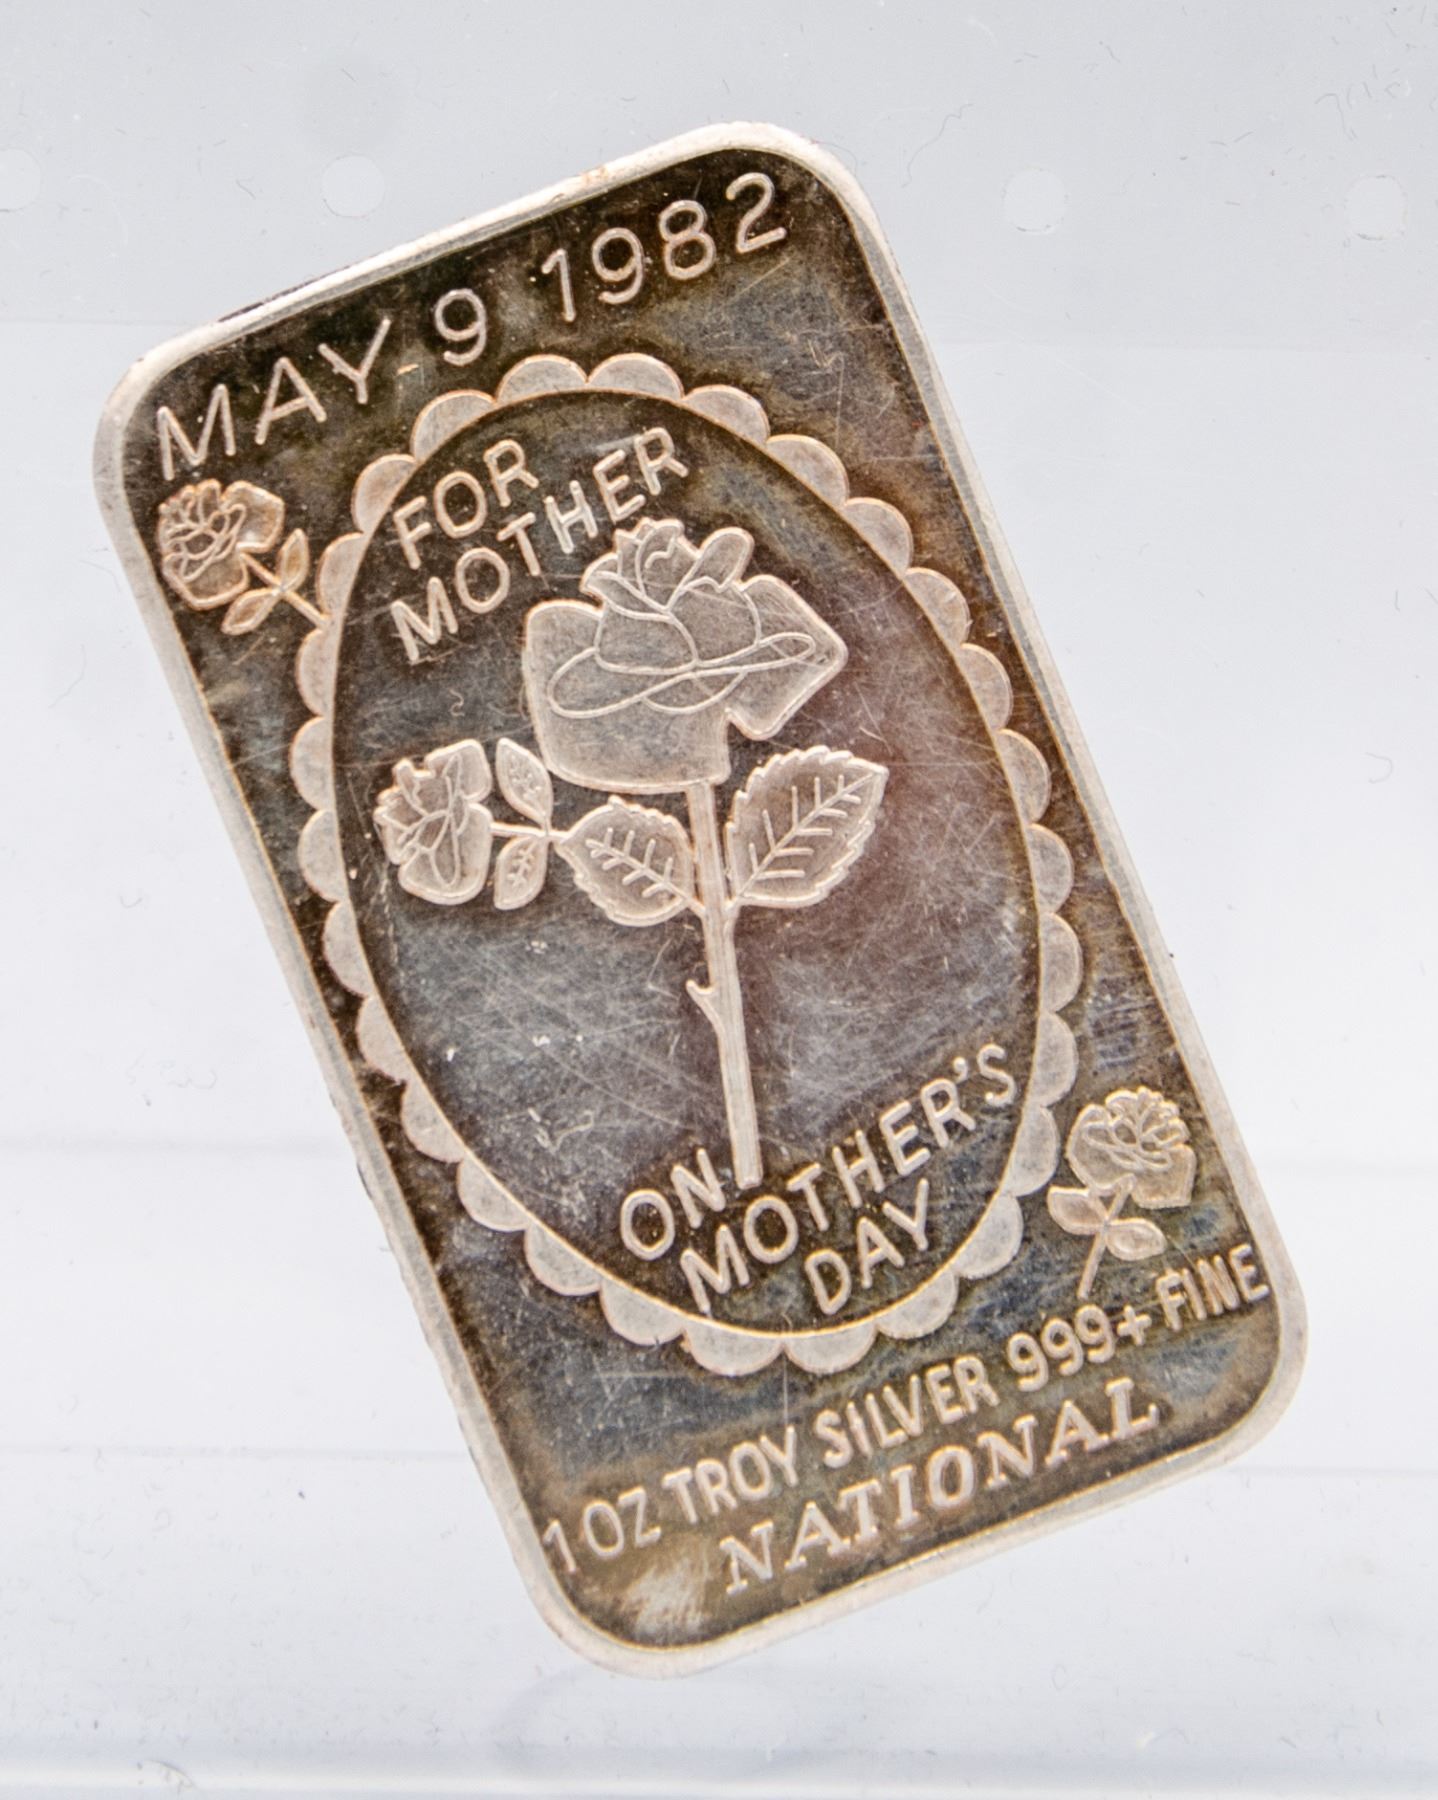 MAY 9 1982
FOR
MOTHER
ON
MOTHER'S
DAY
1 OZ TROY SILVER 999+ FINE
NATIONAL